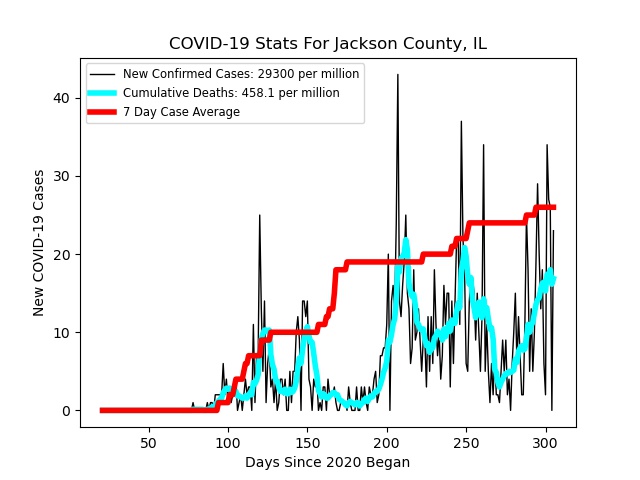 COVID-19 Stats For Jackson County, IL
New Confirmed Cases: 29300 per million
Cumulative Deaths: 458.1 per million
7 Day Case Average
New COVID-19 Cases
40
30
20
10
0
50 100 150 200 250 300
Days Since 2020 Began